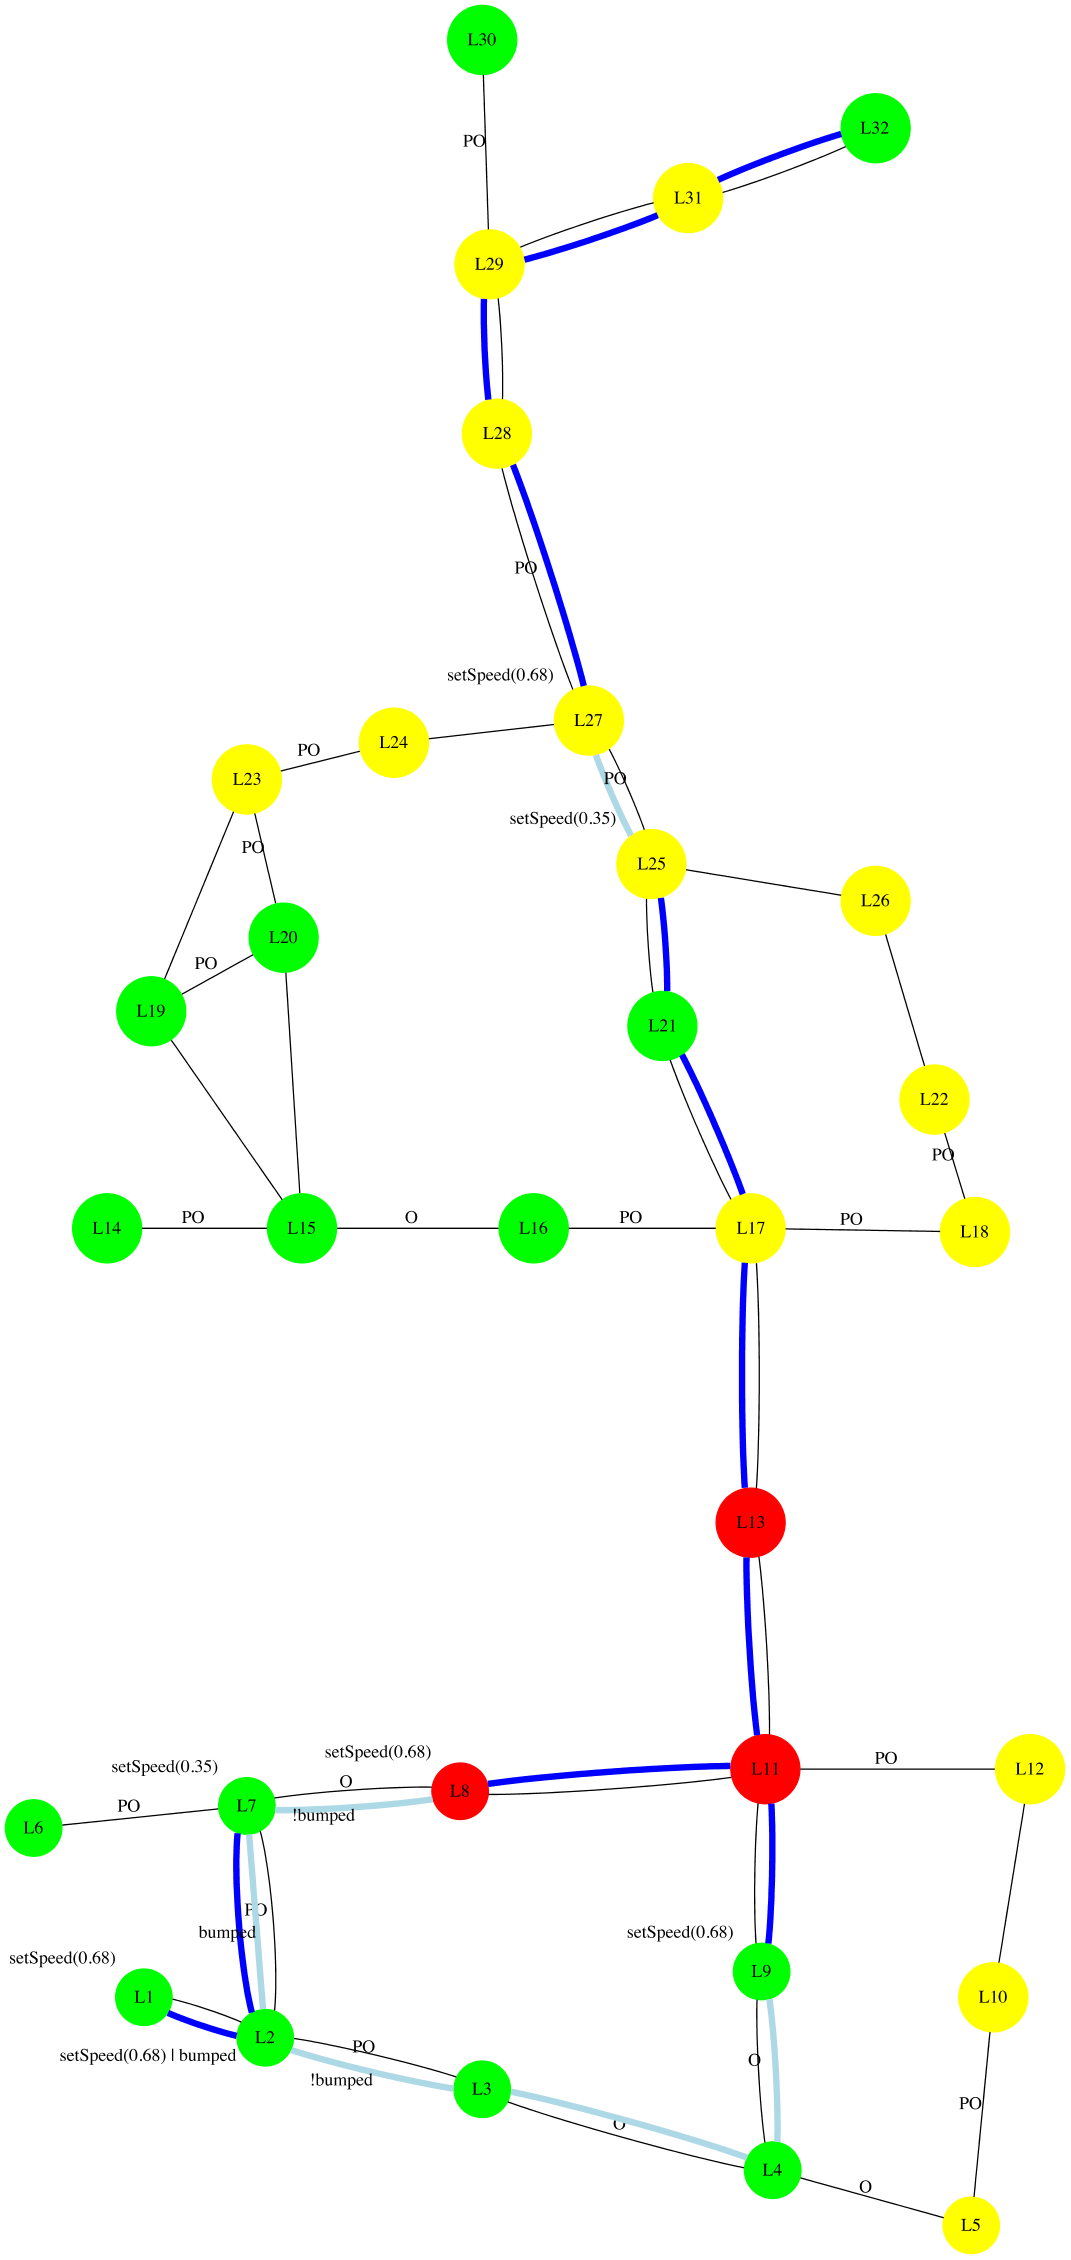 L30
L32
PO
L31
L29
L28
PO
setSpeed(0.68)
L27
L24
PO
L23
PO
setSpeed(0.35)
PO
L25
L26
L20
PO
L19
L21
L22
PO
L14
PO
L15
O
L16
PO
L17
PO
L18
L13
setSpeed(0.68)
PO
L11
L12
setSpeed(0.35)
O
L8
PO
L7
!bumped
L6
PO
bumped
setSpeed(0.68)
setSpeed(0.68)
L9
L1
L10
L2
PO
setSpeed(0.68) | bumped
O
!bumped
L3
PO
O
L4
O
L5